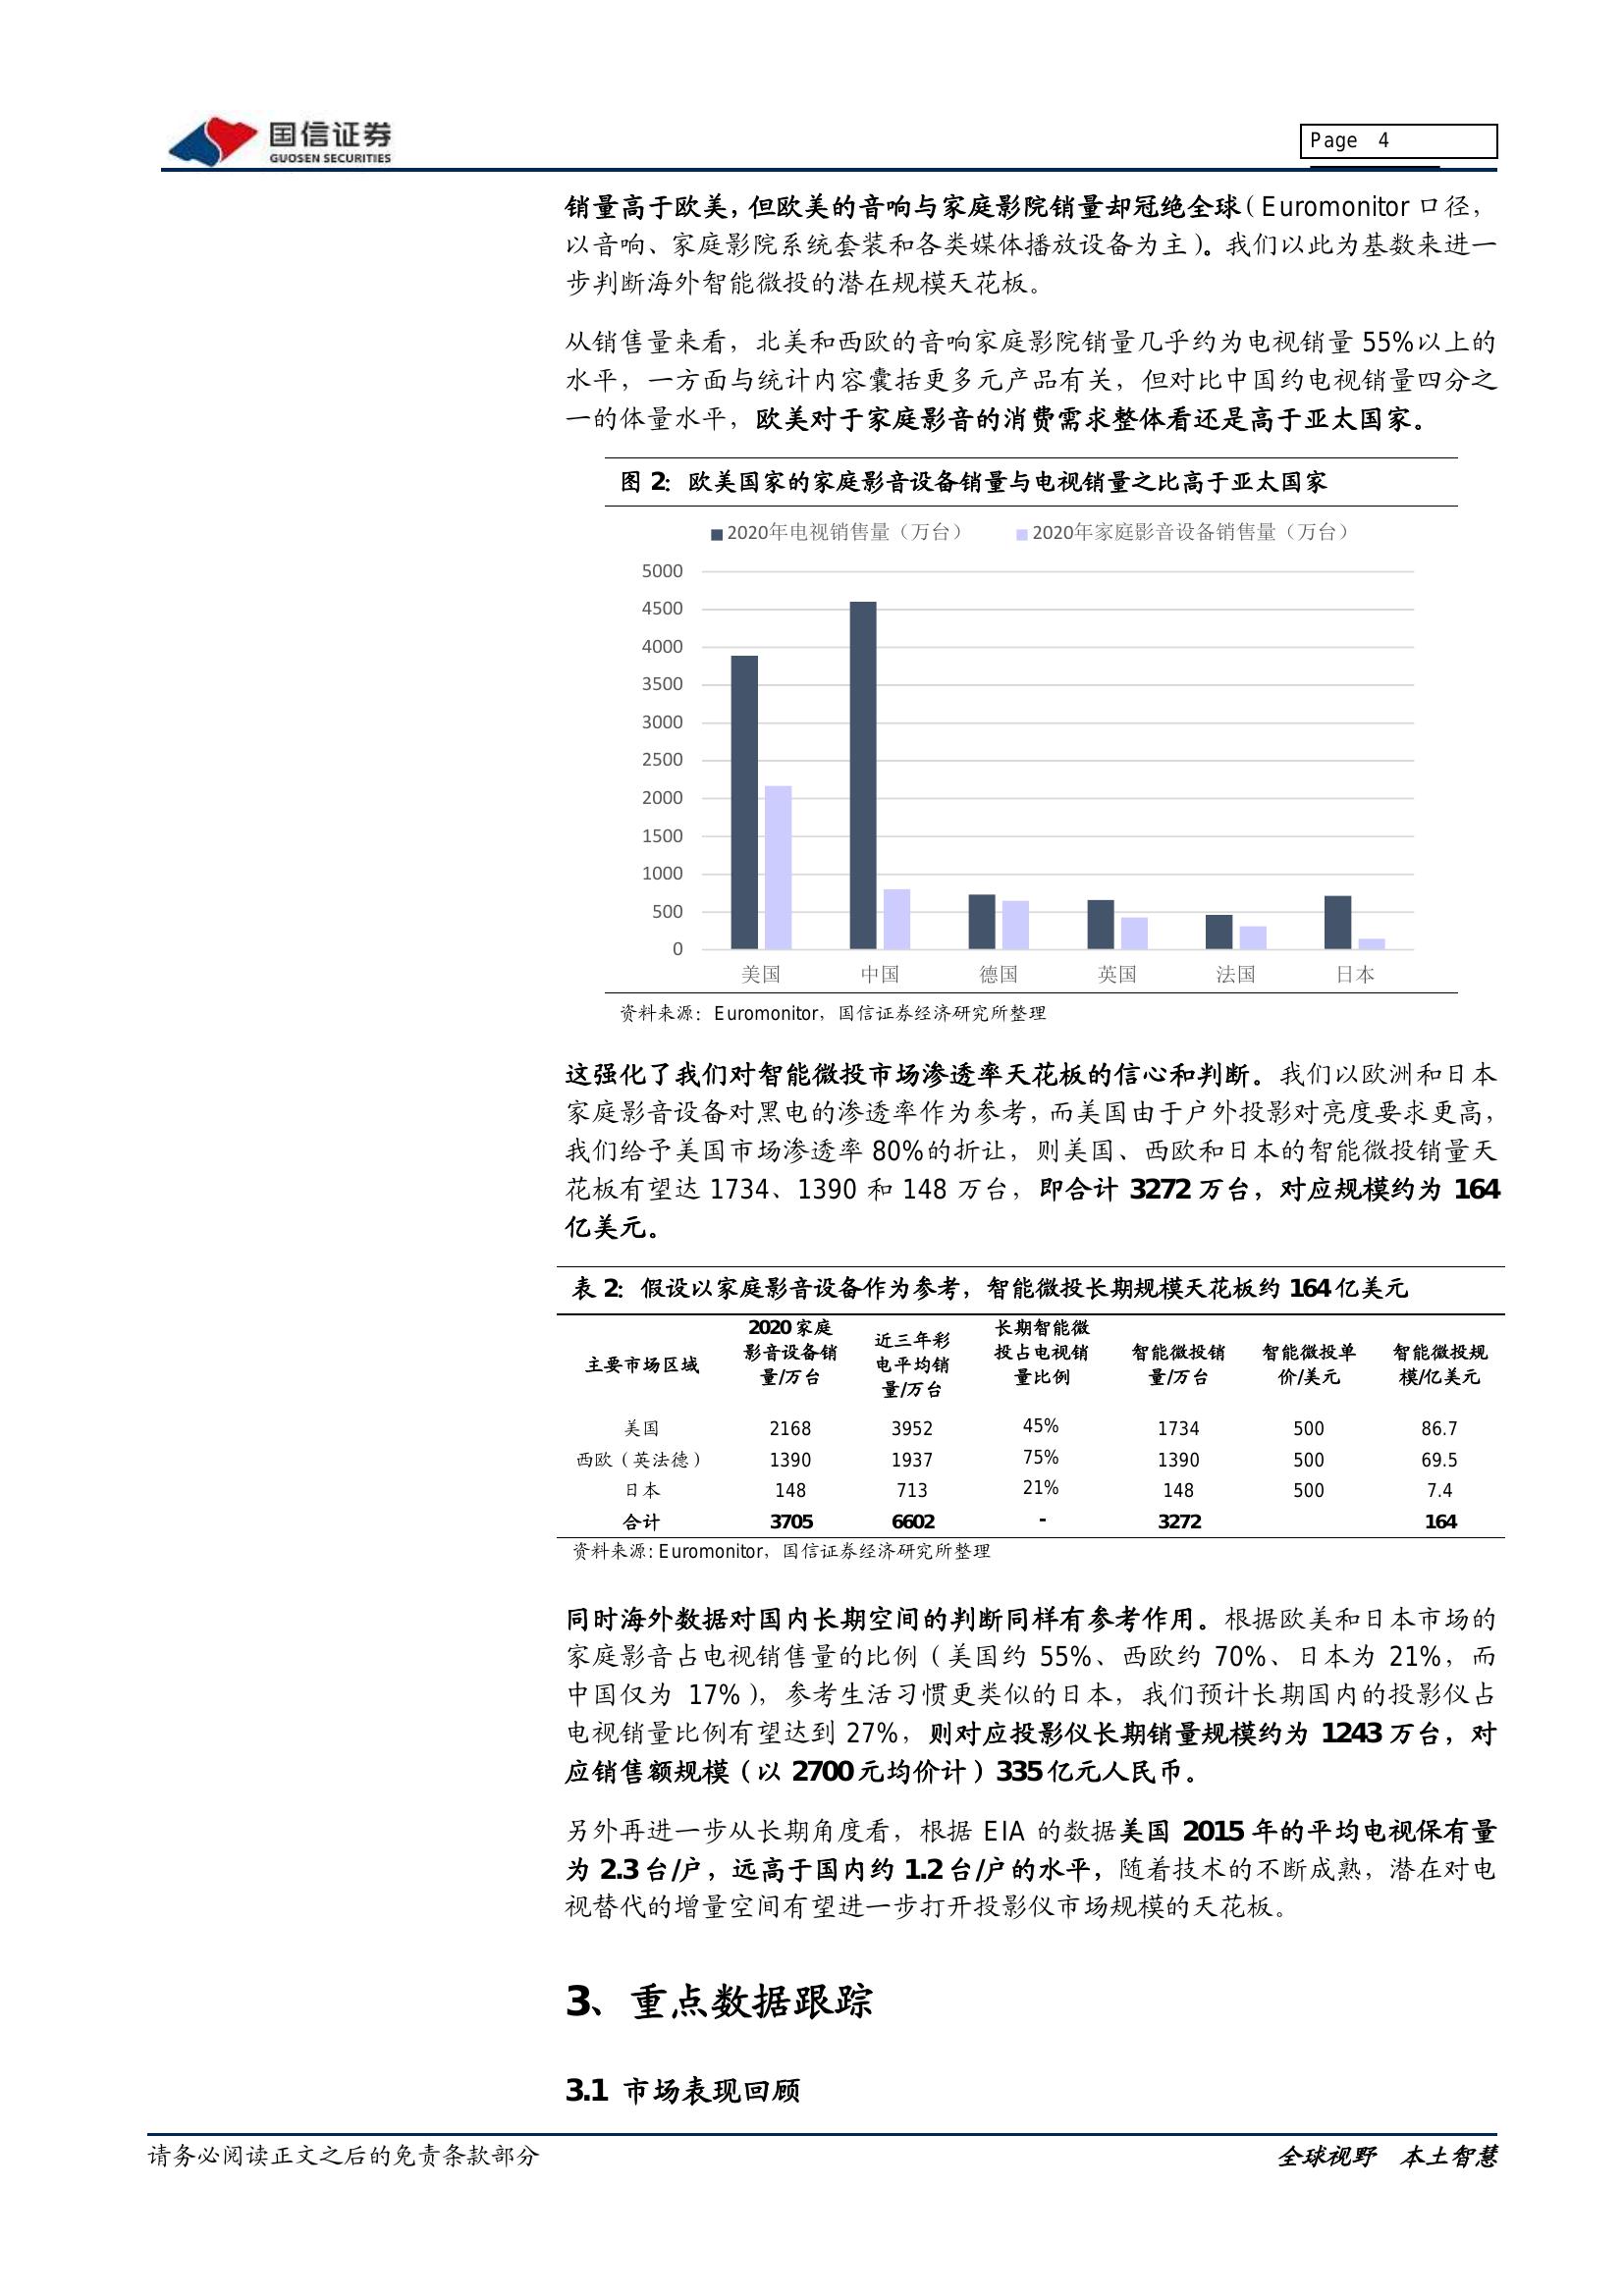 国信证券
GUOSEN SECURITIES
Page 4
销量高于欧美，但欧美的音响与家庭影院销量却冠绝全球（Euromonitor 口径，
以音响、家庭影院系统套装和各类媒体播放设备为主）。我们以此为基数来进一
步判断海外智能微投的潜在规模天花板。
从销售量来看，北美和西欧的音响家庭影院销量几乎约为电视销量 55%以上的
水平，一方面与统计内容囊括更多元产品有关，但对比中国约电视销量四分之
一的体量水平，欧美对于家庭影音的消费需求整体看还是高于亚太国家。
图 2：欧美国家的家庭影音设备销量与电视销量之比高于亚太国家
2020年电视销售量（万台） 2020年家庭影音设备销售量（万台）
5000
4500
4000
3500
3000
2500
2000
1500
1000
500
0
美国 中国 德国 英国 法国 日本
资料来源：Euromonitor，国信证券经济研究所整理
这强化了我们对智能微投市场渗透率天花板的信心和判断。我们以欧洲和日本
家庭影音设备对黑电的渗透率作为参考，而美国由于户外投影对亮度要求更高，
我们给予美国市场渗透率 80%的折让，则美国、西欧和日本的智能微投销量天
花板有望达 1734、1390 和 148 万台，即合计 3272 万台，对应规模约为 164
亿美元。
表 2：假设以家庭影音设备作为参考，智能微投长期规模天花板约 164 亿美元
主要市场区域 2020 家庭影音设备销量/万台 近三年彩电平均销量/万台 长期智能微投占电视销量比例 智能微投销量/万台 智能微投单价/美元 智能微投规模/亿美元
美国 2168 3952 45% 1734 500 86.7
西欧（英法德） 1390 1937 75% 1390 500 69.5
日本 148 713 21% 148 500 7.4
合计 3705 6602 - 3272 164
资料来源：Euromonitor，国信证券经济研究所整理
同时海外数据对国内长期空间的判断同样有参考作用。根据欧美和日本市场的
家庭影音占电视销售量的比例（美国约 55%、西欧约 70%、日本为 21%，而
中国仅为 17%），参考生活习惯更类似的日本，我们预计长期国内的投影仪占
电视销量比例有望达到 27%，则对应投影仪长期销量规模约为 1243 万台，对
应销售额规模（以 2700 元均价计）335 亿元人民币。
另外再进一步从长期角度看，根据 EIA 的数据美国 2015 年的平均电视保有量
为 2.3 台/户，远高于国内约 1.2 台/户的水平，随着技术的不断成熟，潜在对电
视替代的增量空间有望进一步打开投影仪市场规模的天花板。
3、重点数据跟踪
3.1 市场表现回顾
请务必阅读正文之后的免责条款部分 全球视野 本土智慧